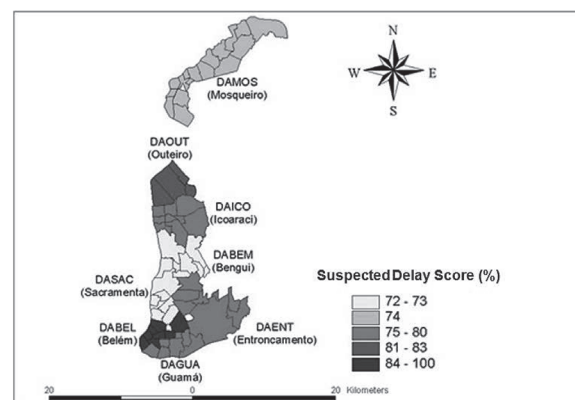 N
W E
S
DAMOS
(Mosqueiro)
DAOUT
(Outeiro)
DAICO
(Icoaraci)
DABEM
(Bengui)
DASAC
(Sacramenta)
DABEL
(Belém)
DAENT
(Entroncamento)
DAGUA
(Guamá)
Suspected Delay Score (%)
72 - 73
74
75 - 80
81 - 83
84 - 100
20 0 20 Kilometers